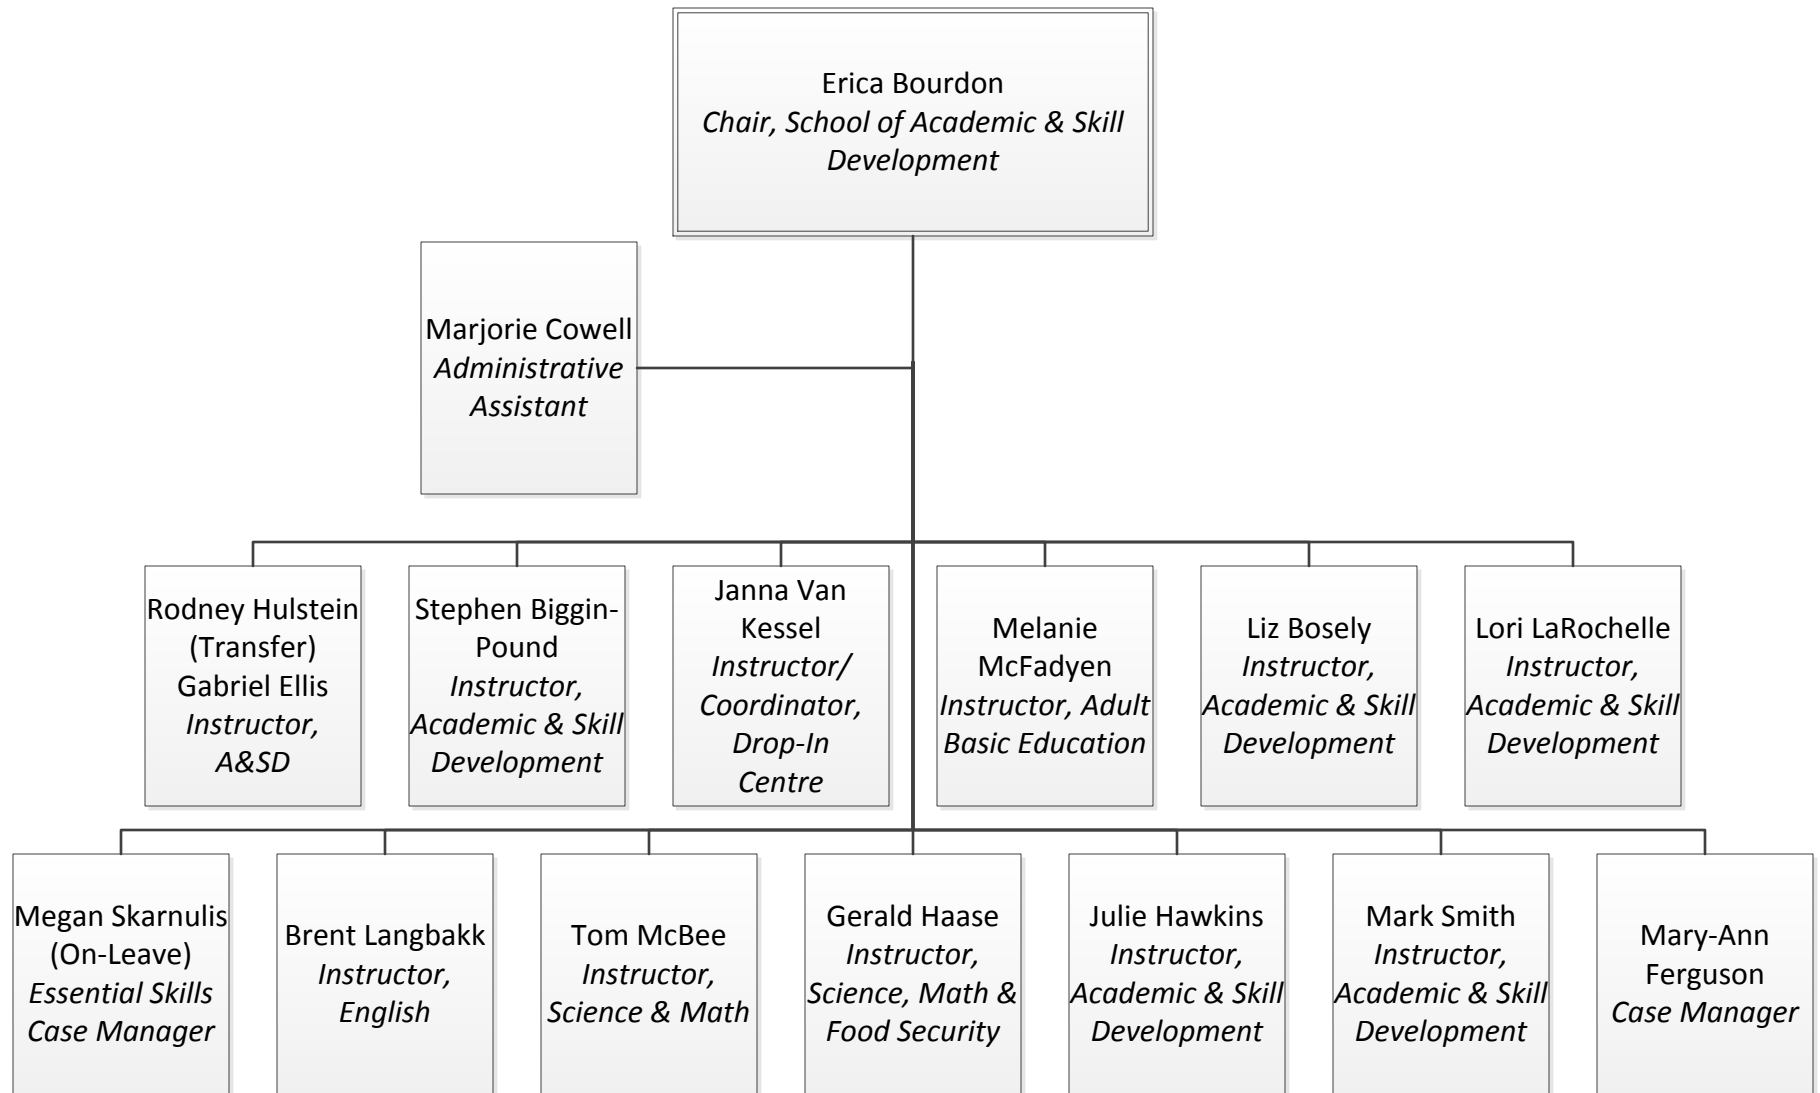 Erica Bourdon
Chair, School of Academic & Skill
Development
Marjorie Cowell
Administrative
Assistant
Rodney Hulstein
(Transfer)
Gabriel Ellis
Instructor,
A&SD
Stephen Biggin-
Pound
Instructor,
Academic & Skill
Development
Janna Van
Kessel
Instructor/
Coordinator,
Drop-In
Centre
Melanie
McFadyen
Instructor, Adult
Basic Education
Liz Bosely
Instructor,
Academic & Skill
Development
Lori LaRochelle
Instructor,
Academic & Skill
Development
Megan Skarnulis
(On-Leave)
Essential Skills
Case Manager
Brent Langbakk
Instructor,
English
Tom McBee
Instructor,
Science & Math
Gerald Haase
Instructor,
Science, Math &
Food Security
Julie Hawkins
Instructor,
Academic & Skill
Development
Mark Smith
Instructor,
Academic & Skill
Development
Mary-Ann
Ferguson
Case Manager